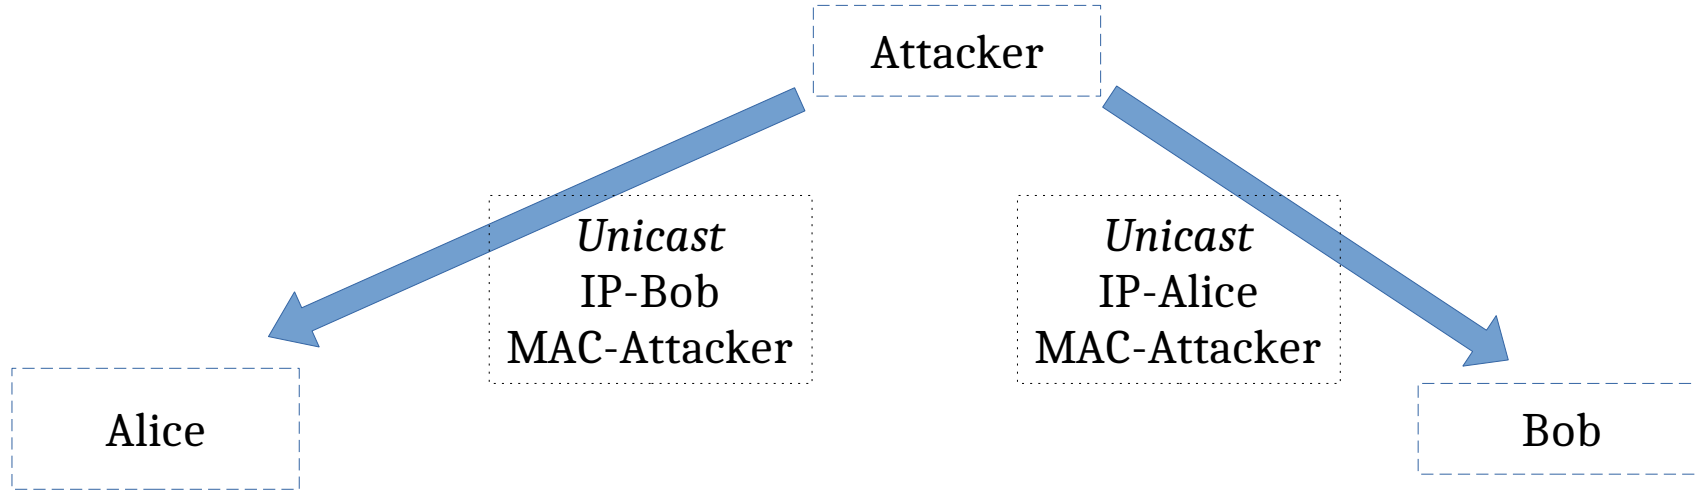 Attacker
Unicast
IP-Bob
MAC-Attacker
Unicast
IP-Alice
MAC-Attacker
Alice
Bob